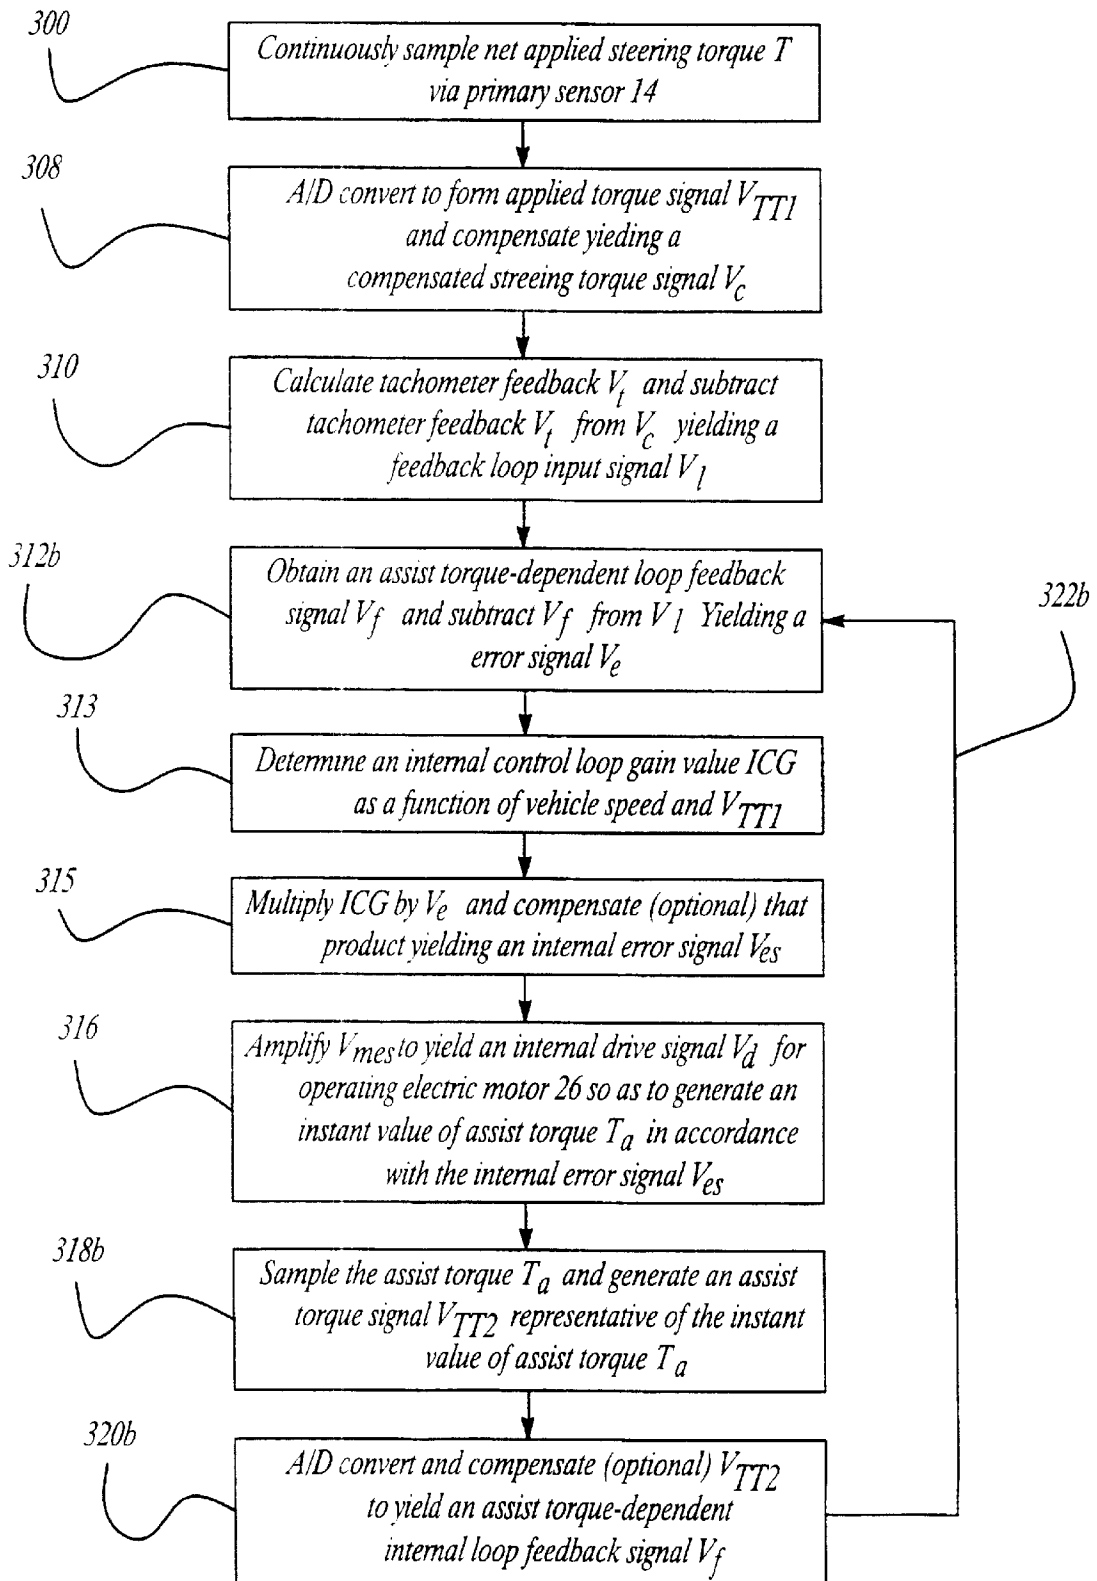 300
Continuously sample net applied steering torque T
via primary sensor 14
308
A/D convert to form applied torque signal V_TT1
and compensate yieding a
compensated streeing torque signal V_c
310
Calculate tachometer feedback V_t and subtract
tachometer feedback V_t from V_c yielding a
feedback loop input signal V_l
312b
Obtain an assist torque-dependent loop feedback
signal V_f and subtract V_f from V_l Yielding a
error signal V_e
322b
313
Determine an internal control loop gain value ICG
as a function of vehicle speed and V_TT1
315
Multiply ICG by V_e and compensate (optional) that
product yielding an internal error signal V_es
316
Amplify V_mes to yield an internal drive signal V_d for
operating electric motor 26 so as to generate an
instant value of assist torque T_a in accordance
with the internal error signal V_es
318b
Sample the assist torque T_a and generate an assist
torque signal V_TT2 representative of the instant
value of assist torque T_a
320b
A/D convert and compensate (optional) V_TT2
to yield an assist torque-dependent
internal loop feedback signal V_f